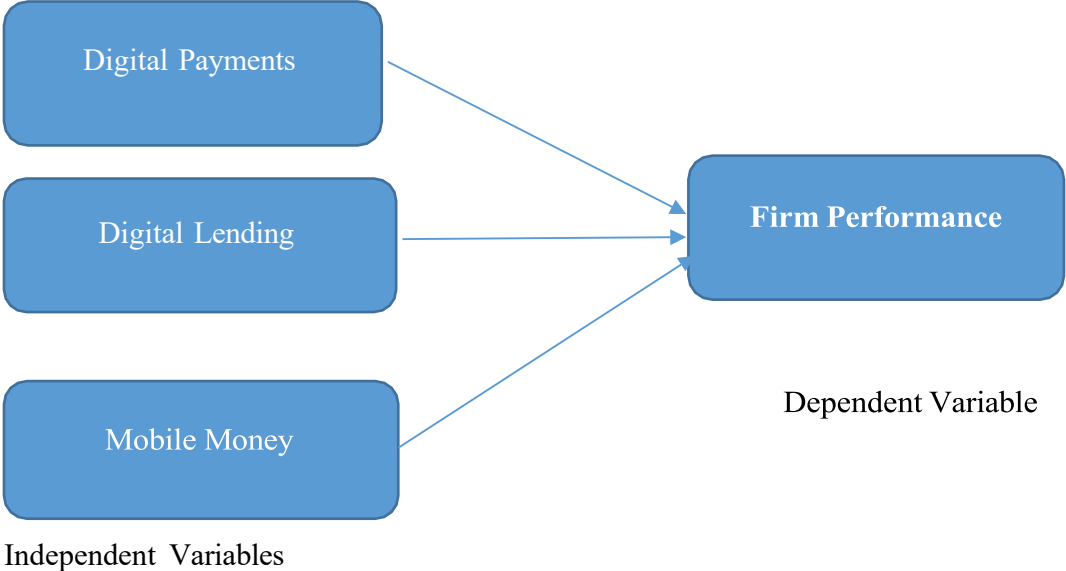 Digital Payments
Digital Lending
Firm Performance
Mobile Money
Dependent Variable
Independent Variables